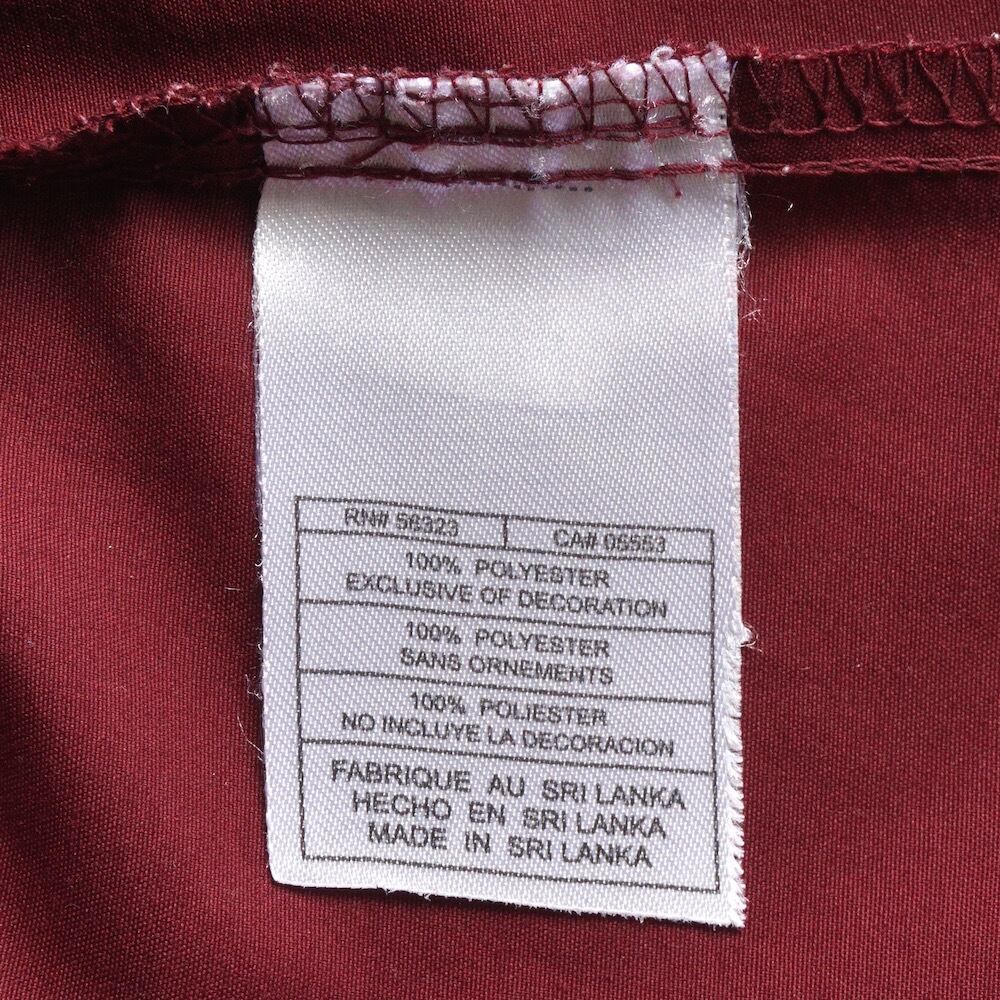 RN# 56323 CA# 05553
100% POLYESTER
EXCLUSIVE OF DECORATION
100% POLYESTER
SANS ORNEMENTS
100% POLIESTER
NO INCLUYE LA DECORACION
FABRIQUE AU SRI LANKA
HECHO EN SRI LANKA
MADE IN SRI LANKA